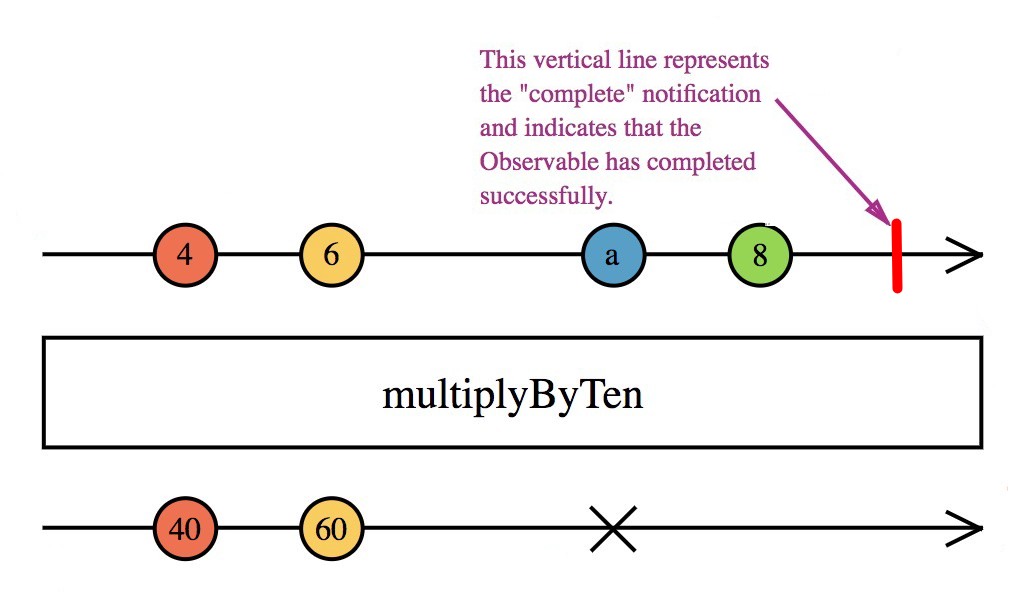 This vertical line represents
the "complete" notification
and indicates that the
Observable has completed
successfully.
4 6 a 8
multiplyByTen
40 60